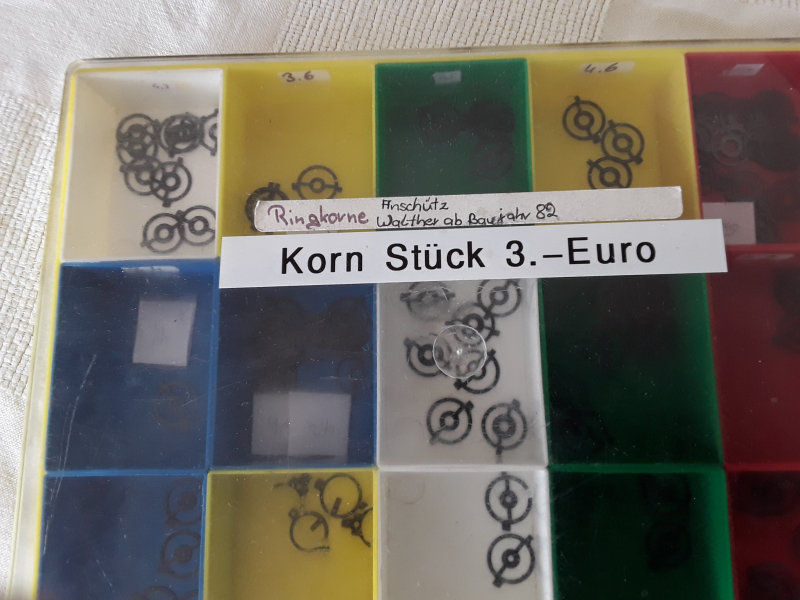 3.6
4.6
Ringkorne Anschütz
Walther ab Baujahr 82
Korn Stück 3.-Euro